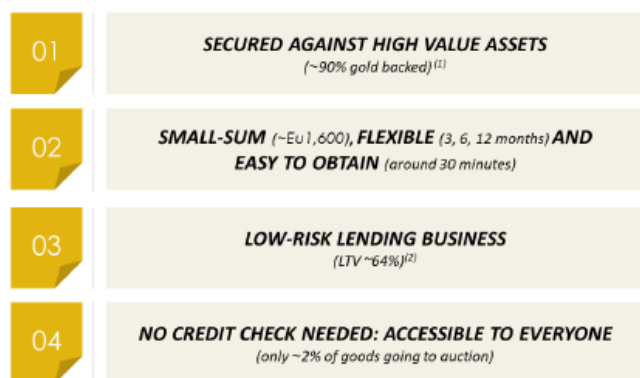 01
SECURED AGAINST HIGH VALUE ASSETS
(~90% gold backed)(1)
02
SMALL-SUM (~Eu1,600), FLEXIBLE (3, 6, 12 months) AND
EASY TO OBTAIN (around 30 minutes)
03
LOW-RISK LENDING BUSINESS
(LTV ~64%)(2)
04
NO CREDIT CHECK NEEDED: ACCESSIBLE TO EVERYONE
(only ~2% of goods going to auction)